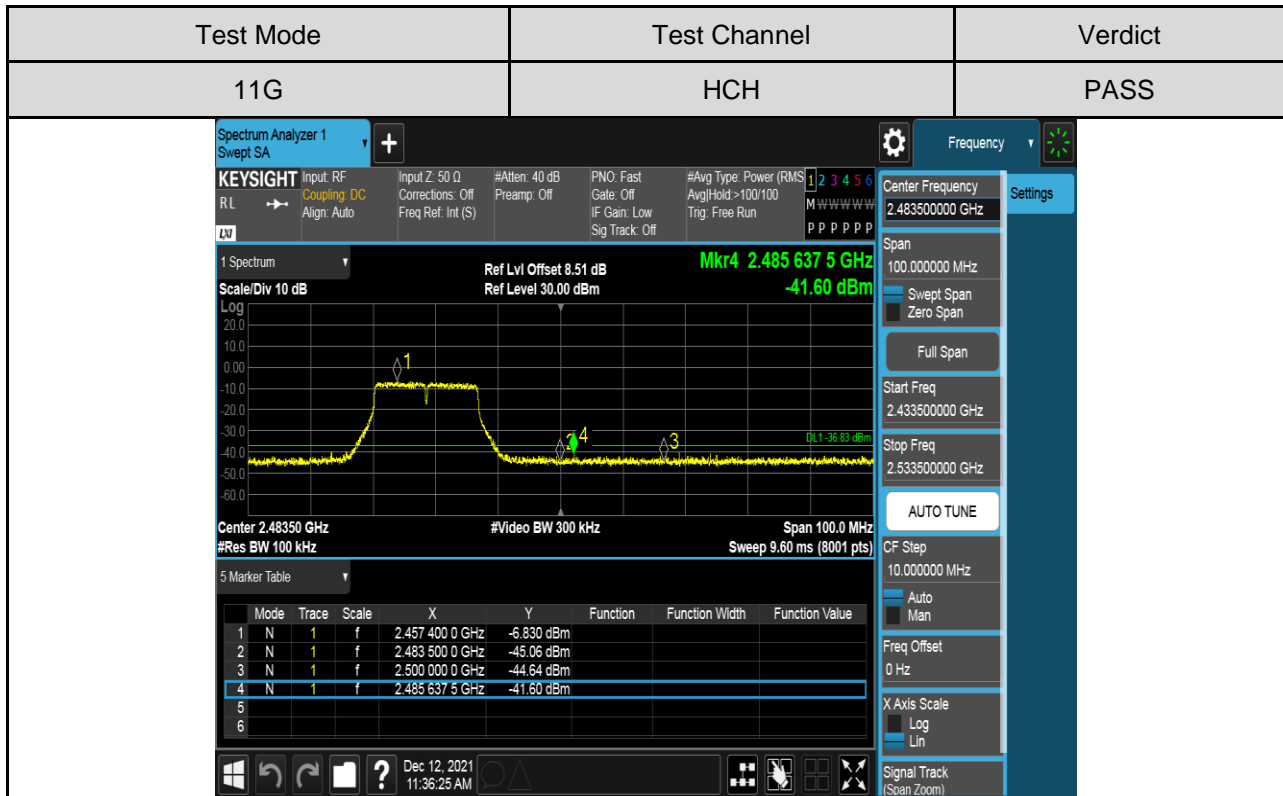 Test Mode Test Channel Verdict
11G HCH PASS
Spectrum Analyzer 1
Swept SA
+
Frequency
KEYSIGHT Input: RF Input Z: 50 Ω #Atten: 40 dB PNO: Fast #Avg Type: Power (RMS 1 2 3 4 5 6
RL Coupling: DC Corrections: Off Preamp: Off Gate: Off Avg|Hold:>100/100 M W W W W W
Align: Auto Freq Ref: Int (S) IF Gain: Low Trig: Free Run
LXI Sig Track: Off P P P P P P
1 Spectrum
Scale/Div 10 dB
Ref Lvl Offset 8.51 dB
Ref Level 30.00 dBm
Mkr4 2.485 637 5 GHz
-41.60 dBm
Log
20.0
10.0
0.00
-10.0
-20.0
-30.0
-40.0
-50.0
-60.0
1
2
4
3
DL1 -36.83 dBm
Center 2.48350 GHz #Video BW 300 kHz Span 100.0 MHz
#Res BW 100 kHz Sweep 9.60 ms (8001 pts)
5 Marker Table
Mode Trace Scale X Y Function Function Width Function Value
1 N 1 f 2.457 400 0 GHz -6.830 dBm
2 N 1 f 2.483 500 0 GHz -45.06 dBm
3 N 1 f 2.500 000 0 GHz -44.64 dBm
4 N 1 f 2.485 637 5 GHz -41.60 dBm
5
6
?
Dec 12, 2021
11:36:25 AM
Settings
Center Frequency
2.483500000 GHz
Span
100.000000 MHz
Swept Span
Zero Span
Full Span
Start Freq
2.433500000 GHz
Stop Freq
2.533500000 GHz
AUTO TUNE
CF Step
10.000000 MHz
Auto
Man
Freq Offset
0 Hz
X Axis Scale
Log
Lin
Signal Track
(Span Zoom)